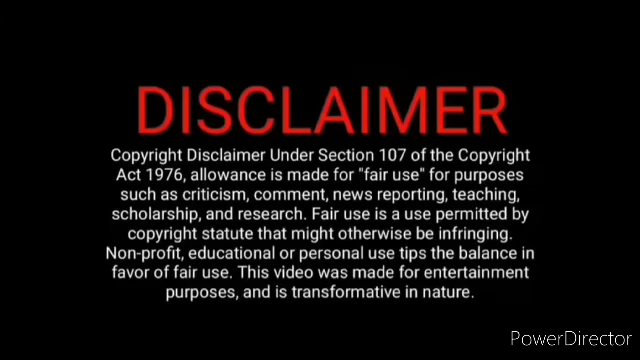 DISCLAIMER
Copyright Disclaimer Under Section 107 of the Copyright
Act 1976, allowance is made for "fair use" for purposes
such as criticism, comment, news reporting, teaching,
scholarship, and research. Fair use is a use permitted by
copyright statute that might otherwise be infringing.
Non-profit, educational or personal use tips the balance in
favor of fair use. This video was made for entertainment
purposes, and is transformative in nature.
PowerDirector